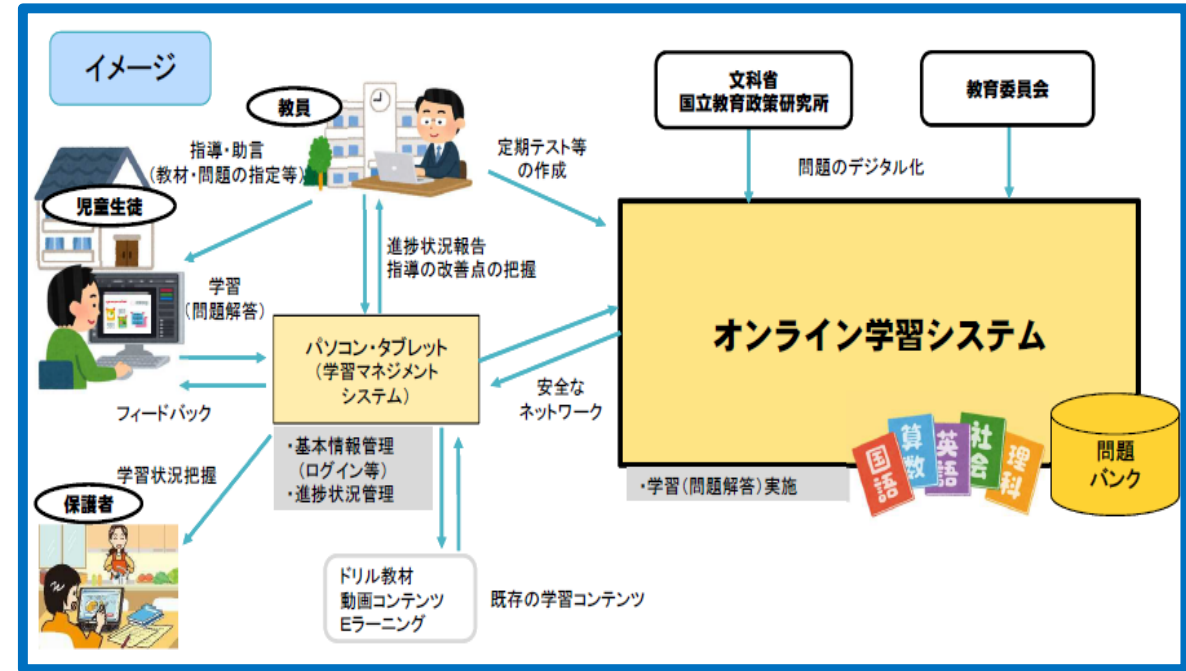 イメージ
教員
文科省
国立教育政策研究所
教育委員会
指導・助言
(教材・問題の指定等)
定期テスト等
の作成
問題のデジタル化
児童生徒
進捗状況報告
指導の改善点の把握
学習
(問題解答)
オンライン学習システム
パソコン・タブレット
(学習マネジメント
システム)
安全な
ネットワーク
フィードバック
国語
算数
英語
社会
理科
問題
バンク
・基本情報管理
(ログイン等)
・進捗状況管理
・学習(問題解答)実施
学習状況把握
保護者
ドリル教材
動画コンテンツ
Eラーニング
既存の学習コンテンツ